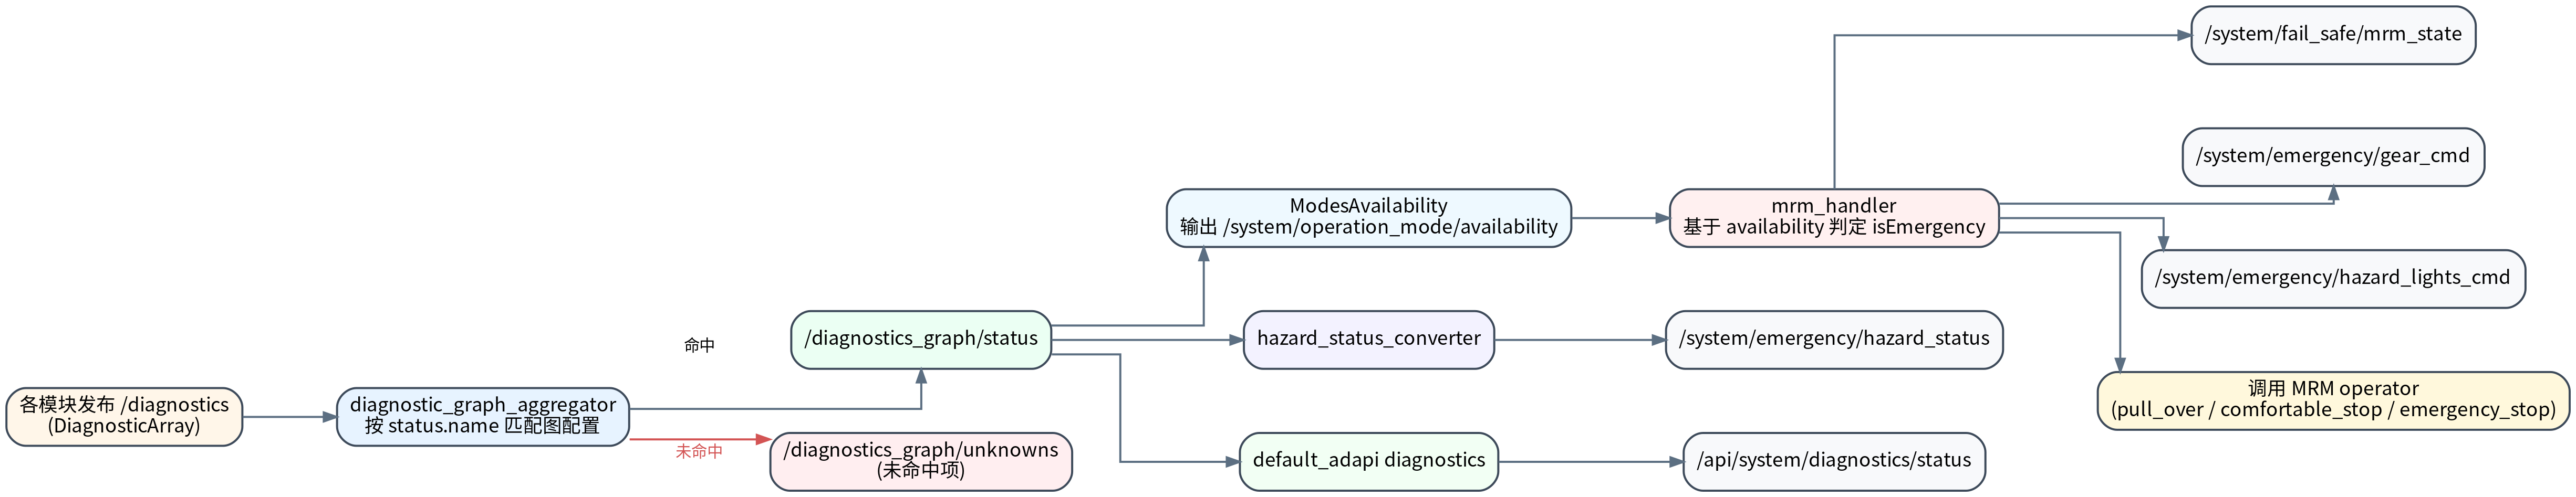 各模块发布 /diagnostics
(DiagnosticArray)
diagnostic_graph_aggregator
按 status.name 匹配图配置
命中
未命中
/diagnostics_graph/status
/diagnostics_graph/unknowns
(未命中项)
ModesAvailability
输出 /system/operation_mode/availability
hazard_status_converter
default_adapi diagnostics
mrm_handler
基于 availability 判定 isEmergency
/system/emergency/hazard_status
/api/system/diagnostics/status
/system/fail_safe/mrm_state
/system/emergency/gear_cmd
/system/emergency/hazard_lights_cmd
调用 MRM operator
(pull_over / comfortable_stop / emergency_stop)